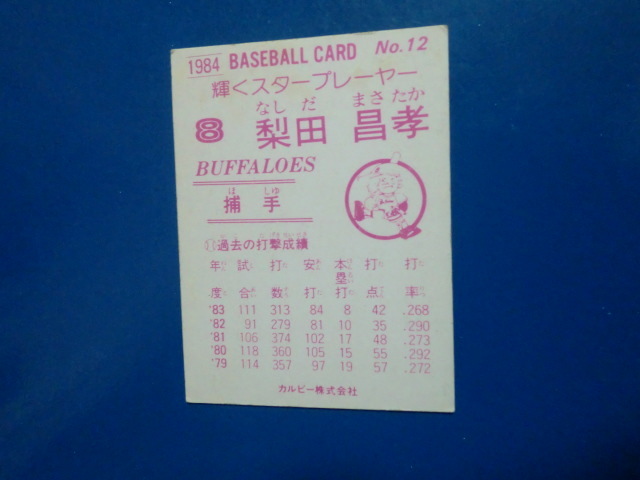 1984 BASEBALL CARD No.12
輝くスタープレーヤー
なしだ まさたか
8 梨田 昌孝
BUFFALOES
ほしゅ
捕手
過去の打撃成績
年度 試合 打数 安打 本塁打 打点 打率
'83 111 313 84 8 42 .268
'82 91 279 81 10 35 .290
'81 106 374 102 17 48 .273
'80 118 360 105 15 55 .292
'79 114 357 97 19 57 .272
カルビー株式会社